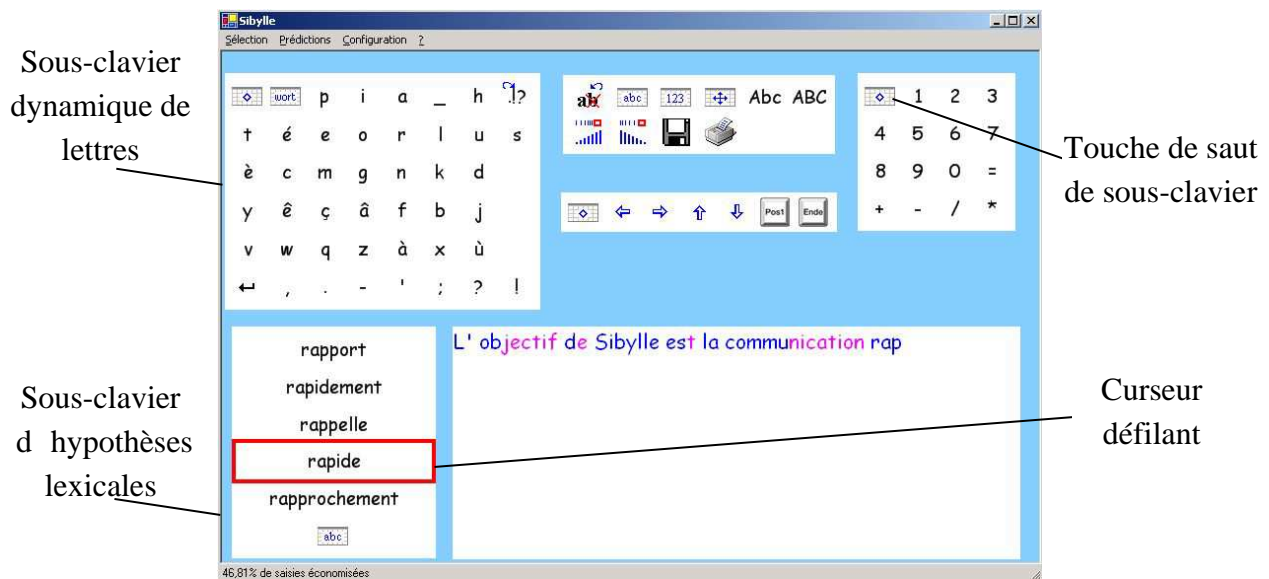 Sibylle
Sélection Prédictions Configuration ?
Sous-clavier
dynamique de
lettres
wort p i a _ h .!?
t é e o r l u s
è c m g n k d
y ê ç â f b j
v w q z à x ù
↵ , . - ' ; ? !
ab abc 123 Abc ABC
Post Ende
1 2 3
4 5 6 7
8 9 0 =
+ - / *
Touche de saut
de sous-clavier
rapport
rapidement
rappelle
rapide
rapprochement
abc
L' objectif de Sibylle est la communication rap
Sous-clavier
d hypothèses
lexicales
Curseur
défilant
46,81% de saisies économisées